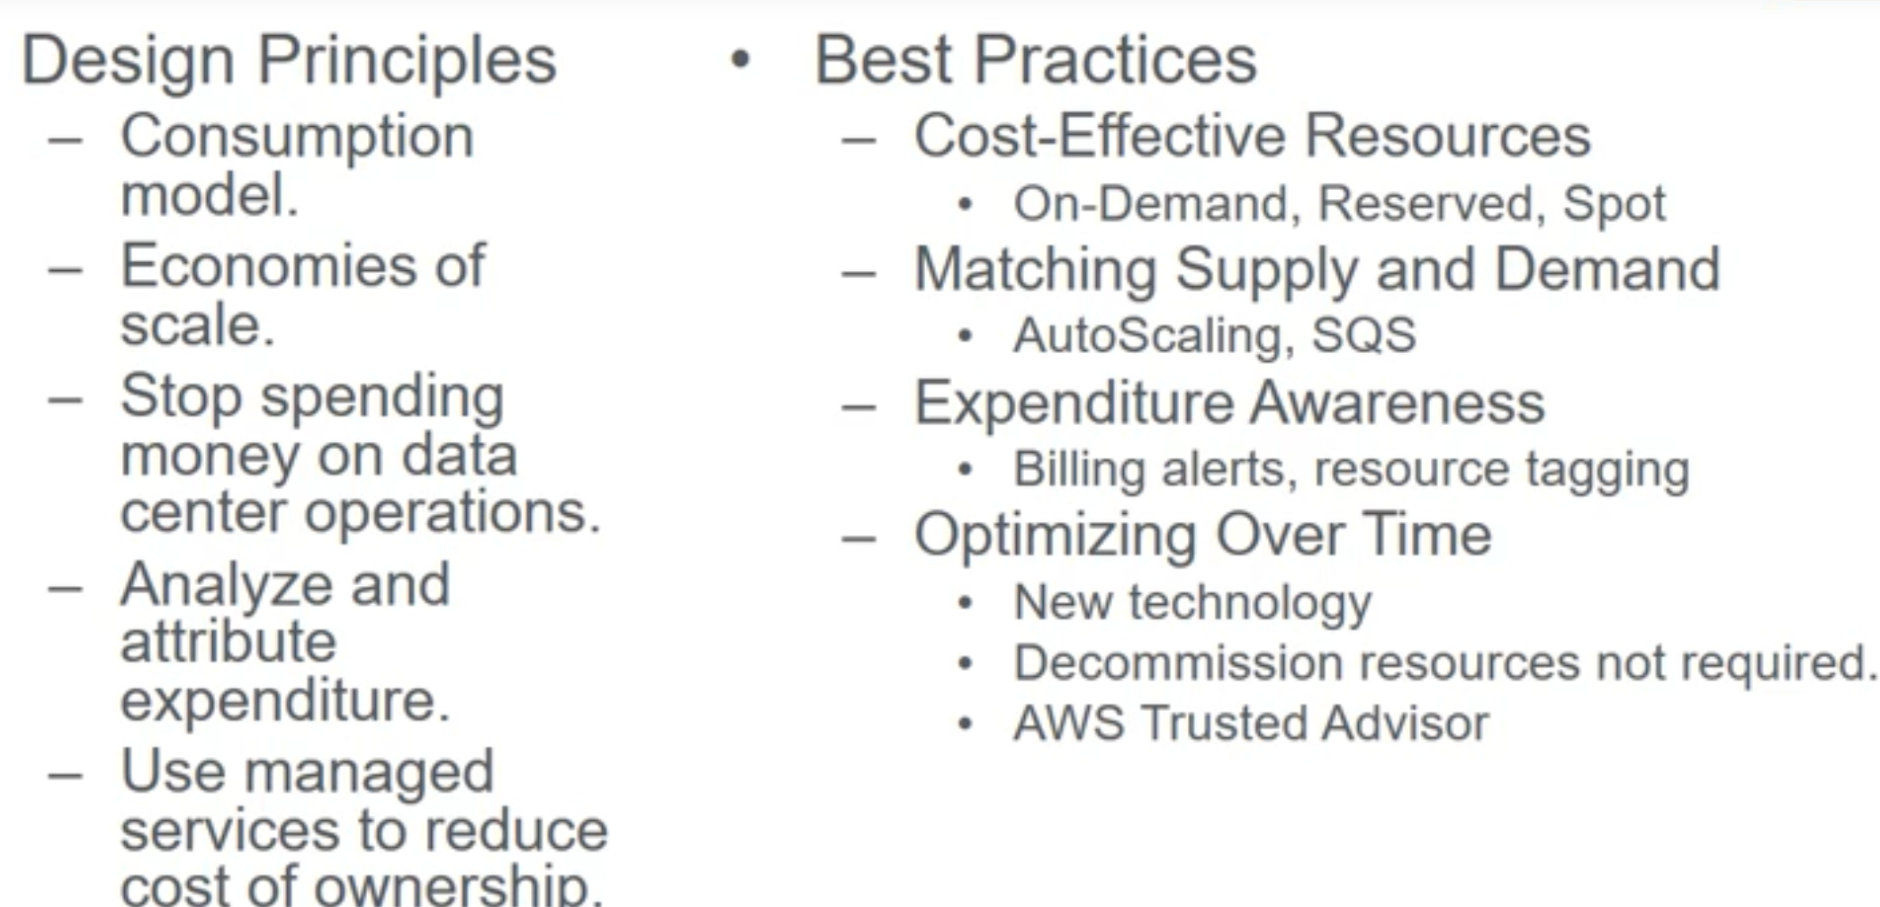 Design Principles
– Consumption
model.
– Economies of
scale.
– Stop spending
money on data
center operations.
– Analyze and
attribute
expenditure.
– Use managed
services to reduce
cost of ownership.
• Best Practices
– Cost-Effective Resources
• On-Demand, Reserved, Spot
– Matching Supply and Demand
• AutoScaling, SQS
– Expenditure Awareness
• Billing alerts, resource tagging
– Optimizing Over Time
• New technology
• Decommission resources not required.
• AWS Trusted Advisor